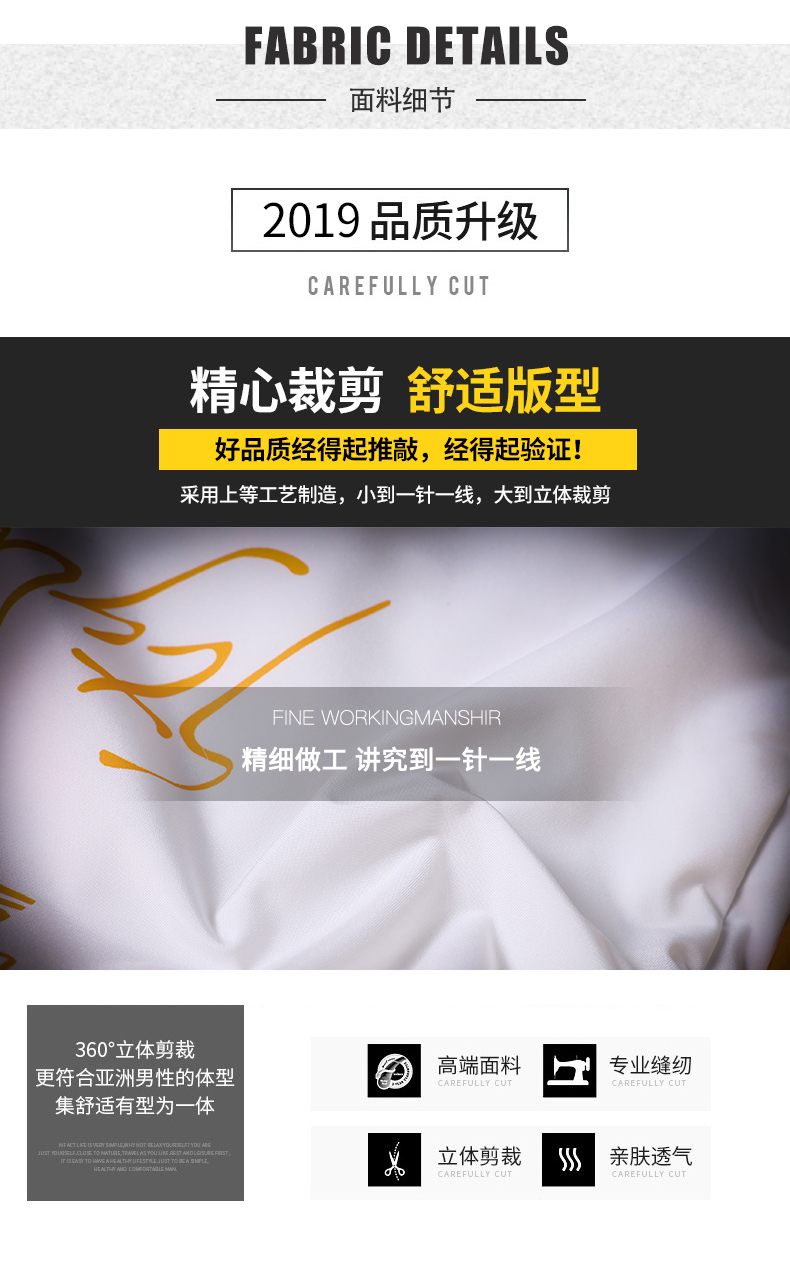 FABRIC DETAILS
面料细节
2019品质升级
CAREFULLY CUT
精心裁剪 舒适版型
好品质经得起推敲，经得起验证！
采用上等工艺制造，小到一针一线，大到立体裁剪
FINE WORKINGMANSHIR
精细做工 讲究到一针一线
360°立体剪裁
更符合亚洲男性的体型
集舒适有型为一体
高端面料
CAREFULLY CUT
专业缝纫
CAREFULLY CUT
立体剪裁
CAREFULLY CUT
亲肤透气
CAREFULLY CUT